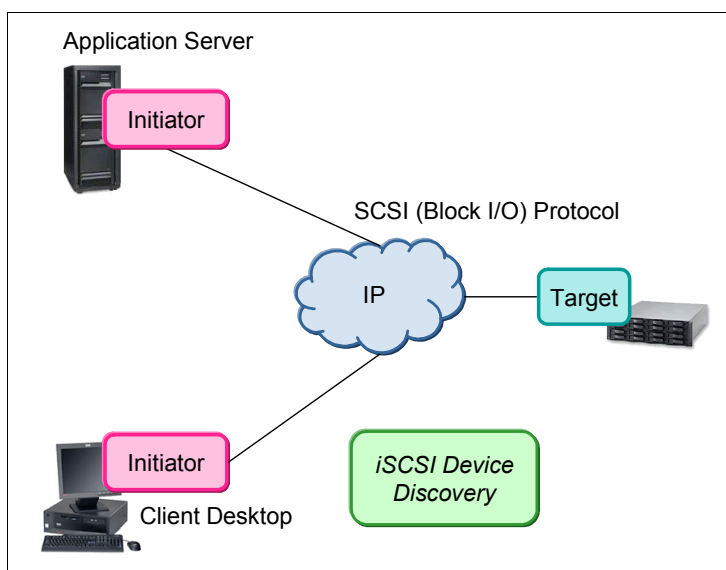 Application Server
Initiator
SCSI (Block I/O) Protocol
IP
Target
Initiator
iSCSI Device
Discovery
Client Desktop